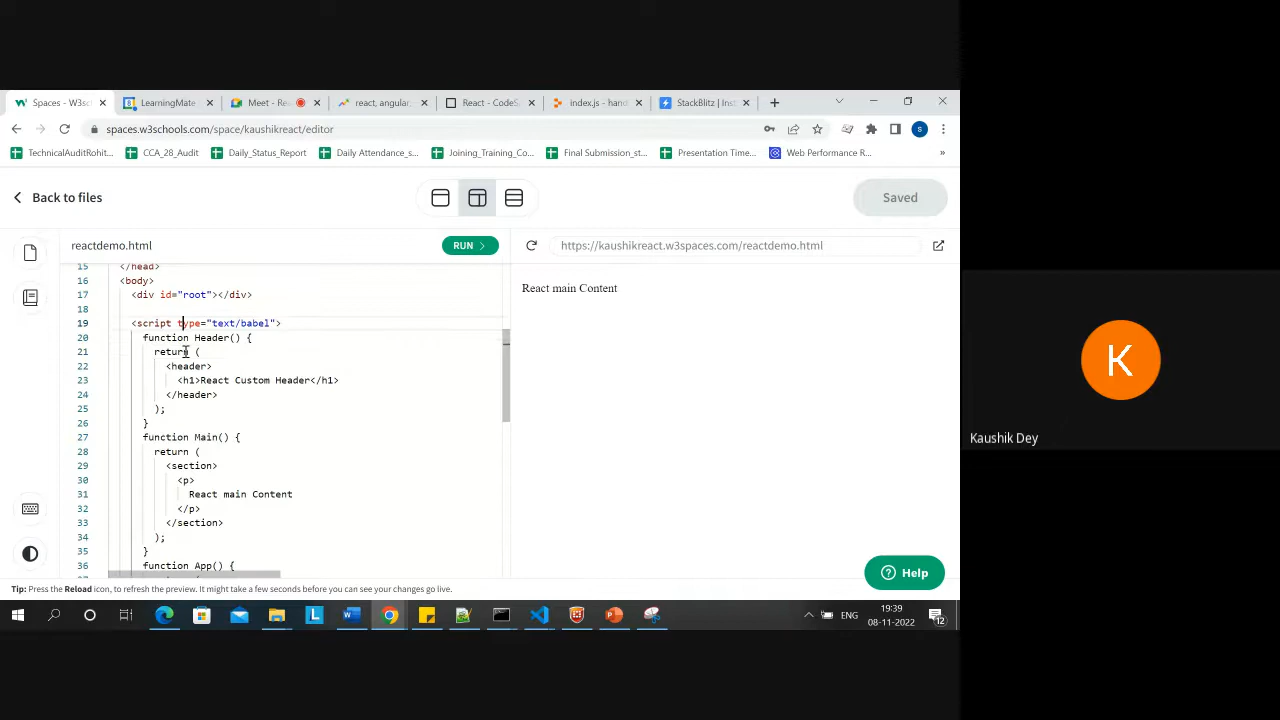 Spaces - W3sc
LearningMate
Meet - Re
react, angular,
React - CodeS
index.js - hand
StackBlitz | Inst
spaces.w3schools.com/space/kaushikreact/editor
TechnicalAuditRohit...
CCA_28_Audit
Daily_Status_Report
Daily Attendance_s...
Joining_Training_Co...
Final Submission_st...
Presentation Time...
Web Performance R...
»
Back to files
Saved
reactdemo.html
RUN
https://kaushikreact.w3spaces.com/reactdemo.html
15 </head>
16 <body>
17 <div id="root"></div>
18
19 <script type="text/babel">
20 function Header() {
21 return (
22 <header>
23 <h1>React Custom Header</h1>
24 </header>
25 );
26 }
27 function Main() {
28 return (
29 <section>
30 <p>
31 React main Content
32 </p>
33 </section>
34 );
35 }
36 function App() {
React main Content
Help
Tip: Press the Reload icon, to refresh the preview. It might take a few seconds before you can see your changes go live.
ENG
19:39
08-11-2022
12
K
Kaushik Dey